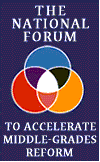 THE
NATIONAL
FORUM
TO ACCELERATE
MIDDLE-GRADES
REFORM